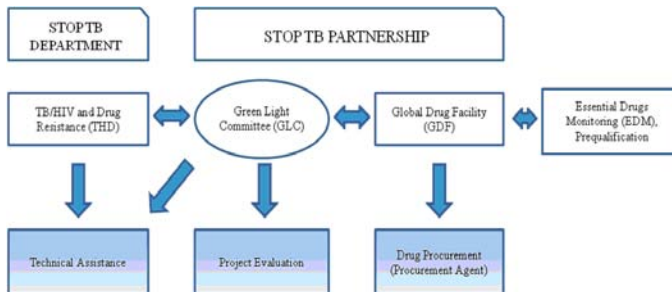 STOP TB
DEPARTMENT
STOP TB PARTNERSHIP
TB/HIV and Drug
Resistance (THD)
Green Light
Committee (GLC)
Global Drug Facility
(GDF)
Essential Drugs
Monitoring (EDM),
Prequalification
Technical Assistance
Project Evaluation
Drug Procurement
(Procurement Agent)